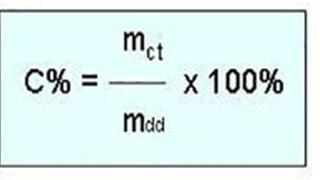 m_ct
C% = —— x 100%
m_dd